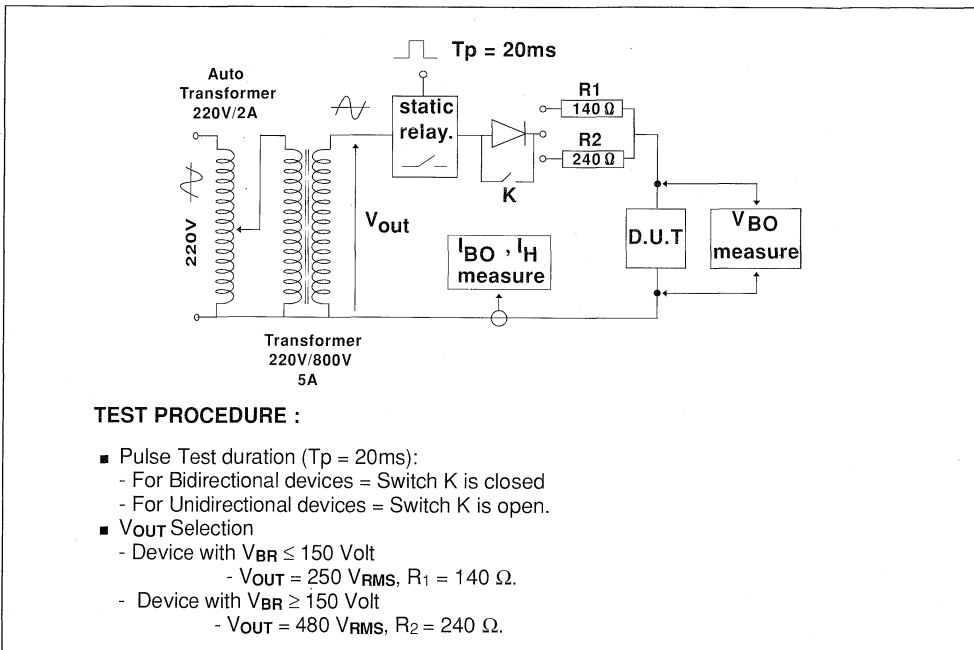 Tp = 20ms
Auto
Transformer
220V/2A
static
relay.
R1
140 Ω
R2
240 Ω
K
220V
Vout
IBO , IH
measure
D.U.T
VBO
measure
Transformer
220V/800V
5A
TEST PROCEDURE :
■ Pulse Test duration (Tp = 20ms):
- For Bidirectional devices = Switch K is closed
- For Unidirectional devices = Switch K is open.
■ VOUT Selection
- Device with VBR ≤ 150 Volt
- VOUT = 250 VRMS, R1 = 140 Ω.
- Device with VBR ≥ 150 Volt
- VOUT = 480 VRMS, R2 = 240 Ω.